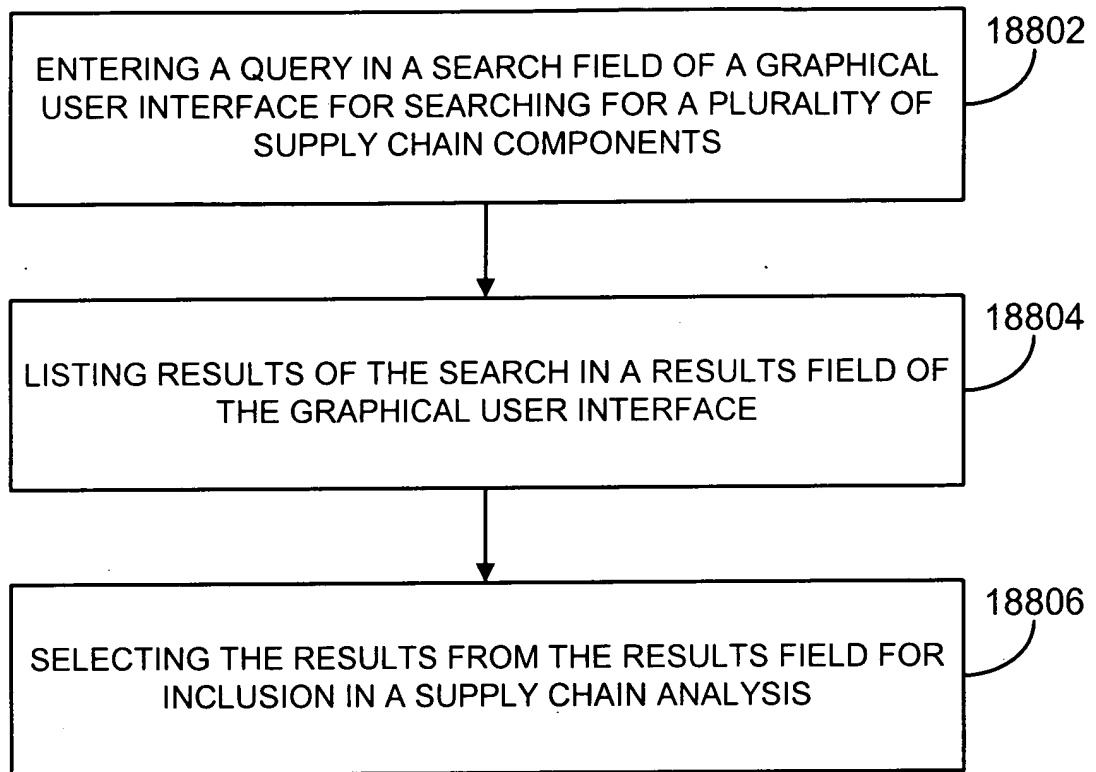 18802
ENTERING A QUERY IN A SEARCH FIELD OF A GRAPHICAL
USER INTERFACE FOR SEARCHING FOR A PLURALITY OF
SUPPLY CHAIN COMPONENTS
18804
LISTING RESULTS OF THE SEARCH IN A RESULTS FIELD OF
THE GRAPHICAL USER INTERFACE
18806
SELECTING THE RESULTS FROM THE RESULTS FIELD FOR
INCLUSION IN A SUPPLY CHAIN ANALYSIS